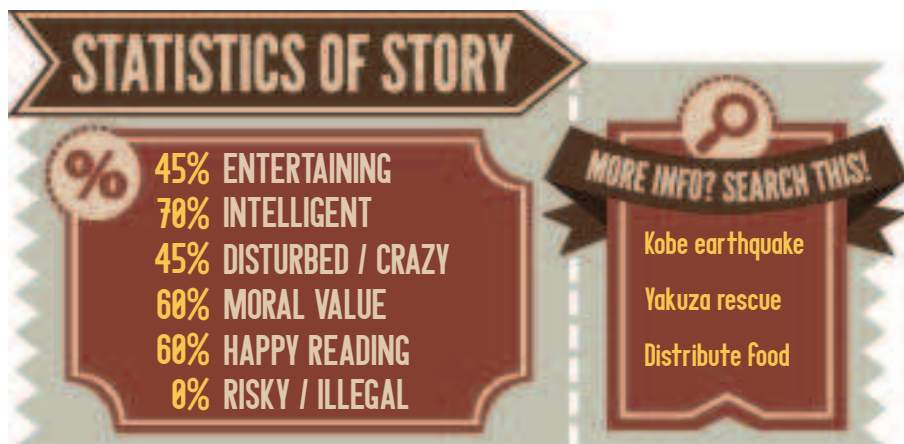 STATISTICS OF STORY
%
45% ENTERTAINING
70% INTELLIGENT
45% DISTURBED / CRAZY
60% MORAL VALUE
60% HAPPY READING
0% RISKY / ILLEGAL
MORE INFO? SEARCH THIS!
Kobe earthquake
Yakuza rescue
Distribute food